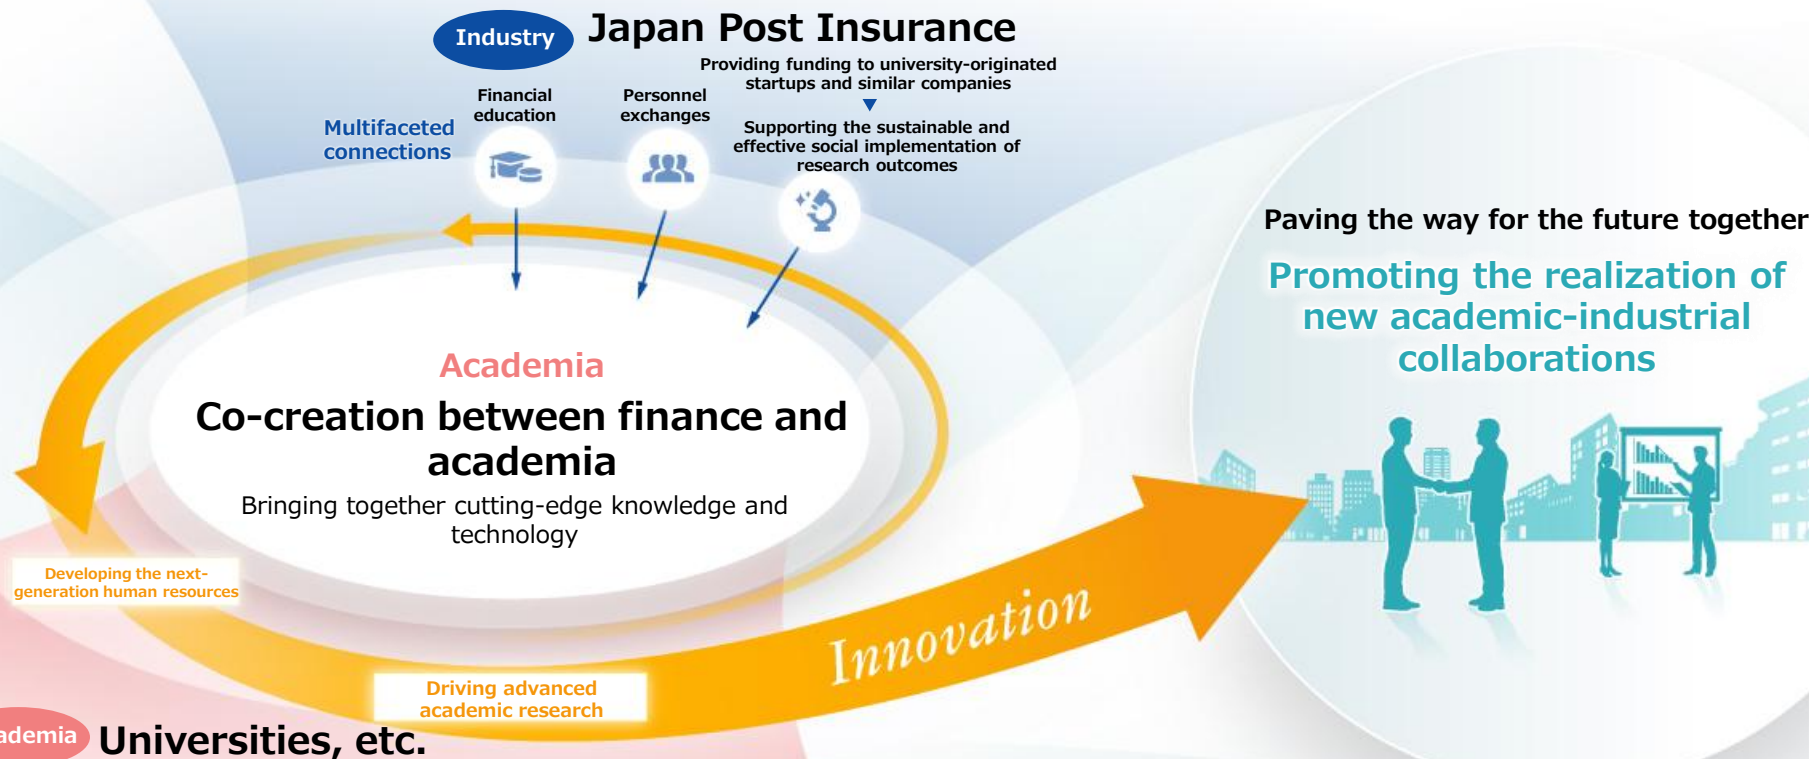 Industry
Japan Post Insurance
Providing funding to university-originated
startups and similar companies
Financial
education
Personnel
exchanges
Multifaceted
connections
Supporting the sustainable and
effective social implementation of
research outcomes
Paving the way for the future together
Promoting the realization of
new academic-industrial
collaborations
Academia
Co-creation between finance and
academia
Bringing together cutting-edge knowledge and
technology
Developing the next-
generation human resources
Innovation
Driving advanced
academic research
ademia
Universities, etc.